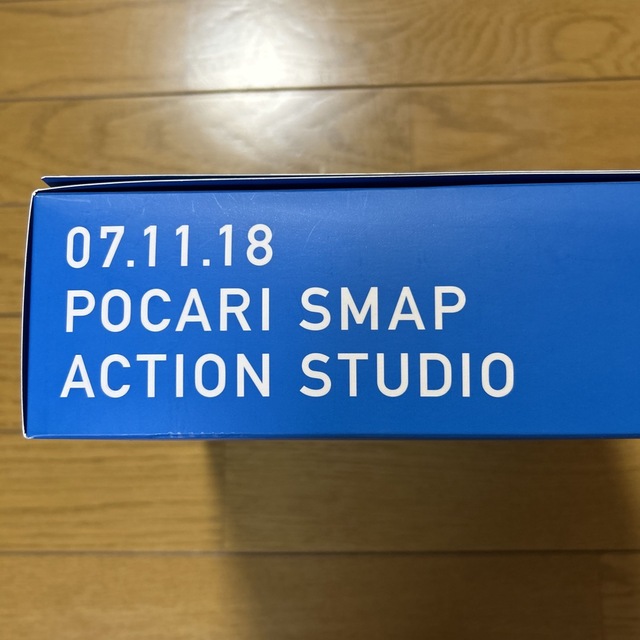 07.11.18
POCARI SMAP
ACTION STUDIO